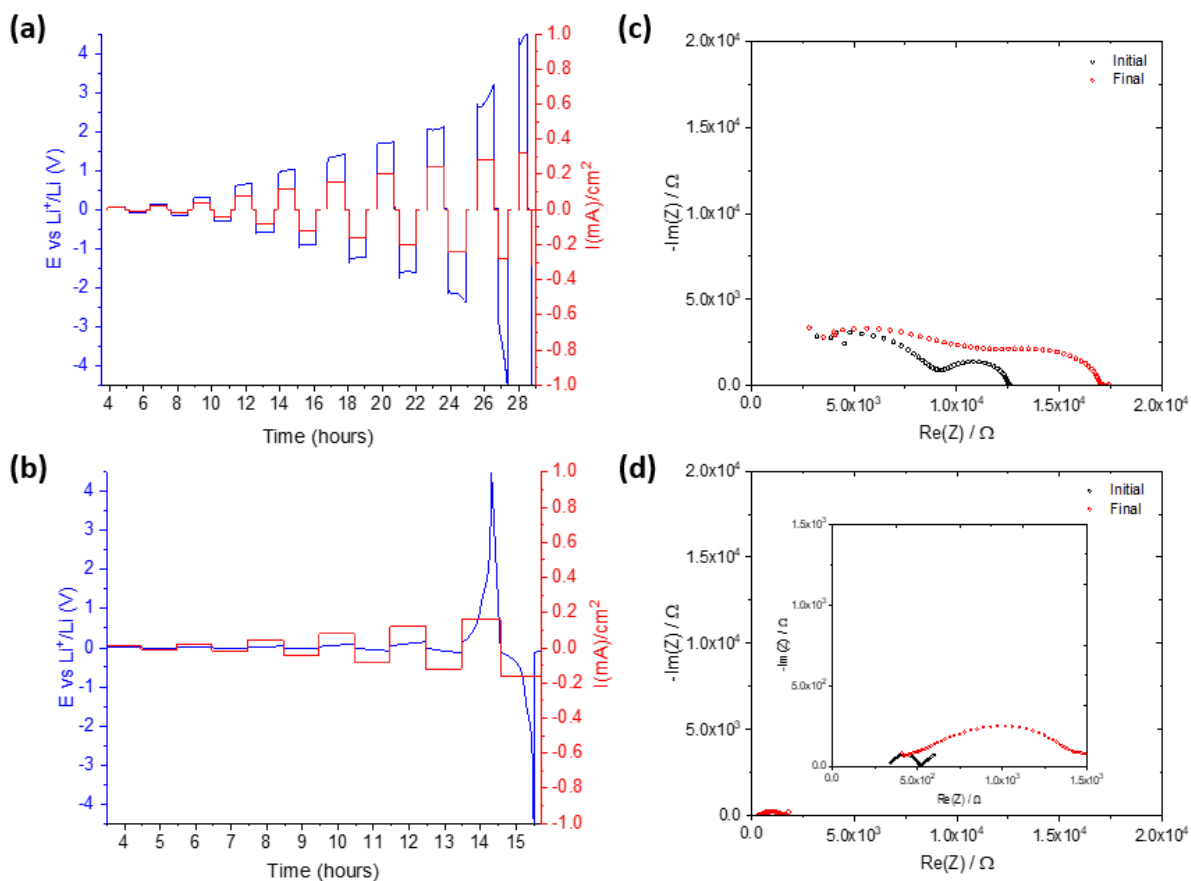 (a)
E vs Li⁺/Li (V)
4
3
2
1
0
-1
-2
-3
-4
1.0
0.8
0.6
0.4
0.2
0.0
-0.2
-0.4
-0.6
-0.8
-1.0
I(mA)/cm²
4 6 8 10 12 14 16 18 20 22 24 26 28
Time (hours)
(c)
-Im(Z) / Ω
2.0x10⁴
1.5x10⁴
1.0x10⁴
5.0x10³
0.0
Initial
Final
0.0 5.0x10³ 1.0x10⁴ 1.5x10⁴ 2.0x10⁴
Re(Z) / Ω
(b)
E vs Li⁺/Li (V)
4
3
2
1
0
-1
-2
-3
-4
1.0
0.8
0.6
0.4
0.2
0.0
-0.2
-0.4
-0.6
-0.8
-1.0
I(mA)/cm²
4 5 6 7 8 9 10 11 12 13 14 15
Time (hours)
(d)
-Im(Z) / Ω
2.0x10⁴
1.5x10⁴
1.0x10⁴
5.0x10³
0.0
Initial
Final
-Im(Z) / Ω
1.5x10³
1.0x10³
5.0x10²
0.0
0.0 5.0x10² 1.0x10³ 1.5x10³
Re(Z) / Ω
5.0x10³ 1.0x10⁴ 1.5x10⁴ 2.0x10⁴
Re(Z) / Ω